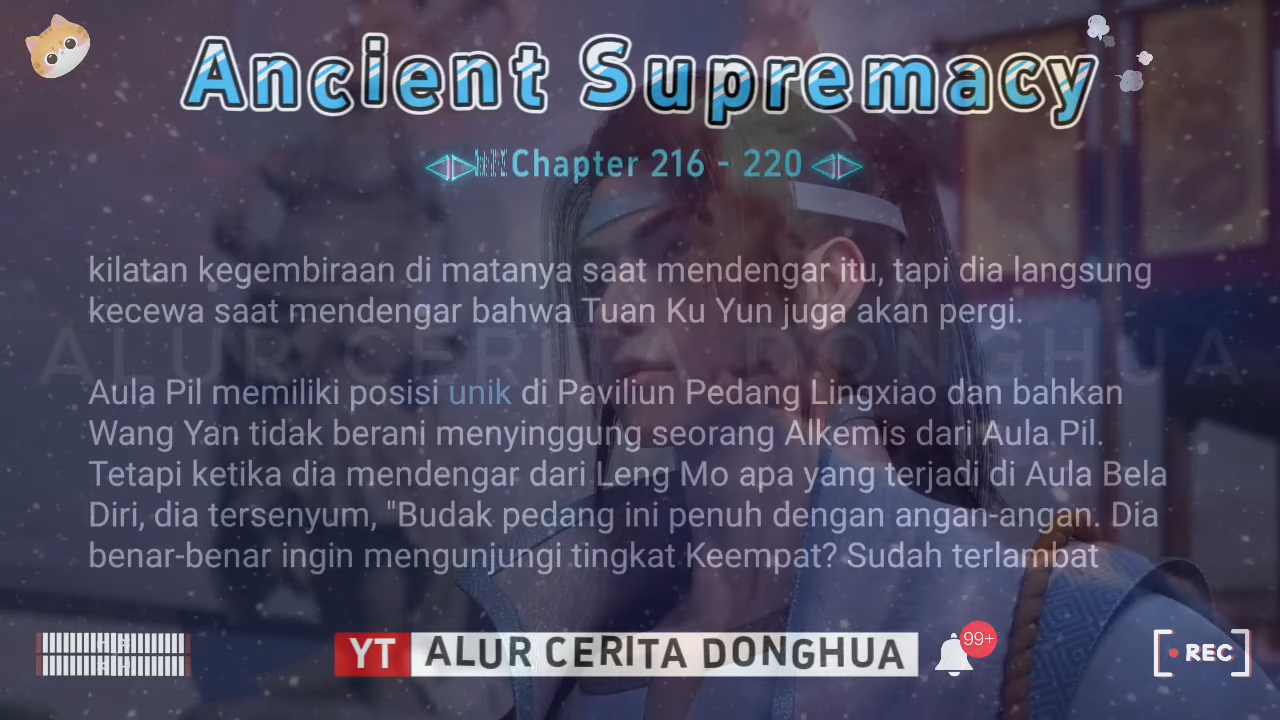 Ancient Supremacy
Chapter 216 - 220
kilatan kegembiraan di matanya saat mendengar itu, tapi dia langsung
kecewa saat mendengar bahwa Tuan Ku Yun juga akan pergi.
ALUR CERITA DONGHUA
Aula Pil memiliki posisi unik di Paviliun Pedang Lingxiao dan bahkan
Wang Yan tidak berani menyinggung seorang Alkemis dari Aula Pil.
Tetapi ketika dia mendengar dari Leng Mo apa yang terjadi di Aula Bela
Diri, dia tersenyum, "Budak pedang ini penuh dengan angan-angan. Dia
benar-benar ingin mengunjungi tingkat Keempat? Sudah terlambat
YT ALUR CERITA DONGHUA
99+
REC